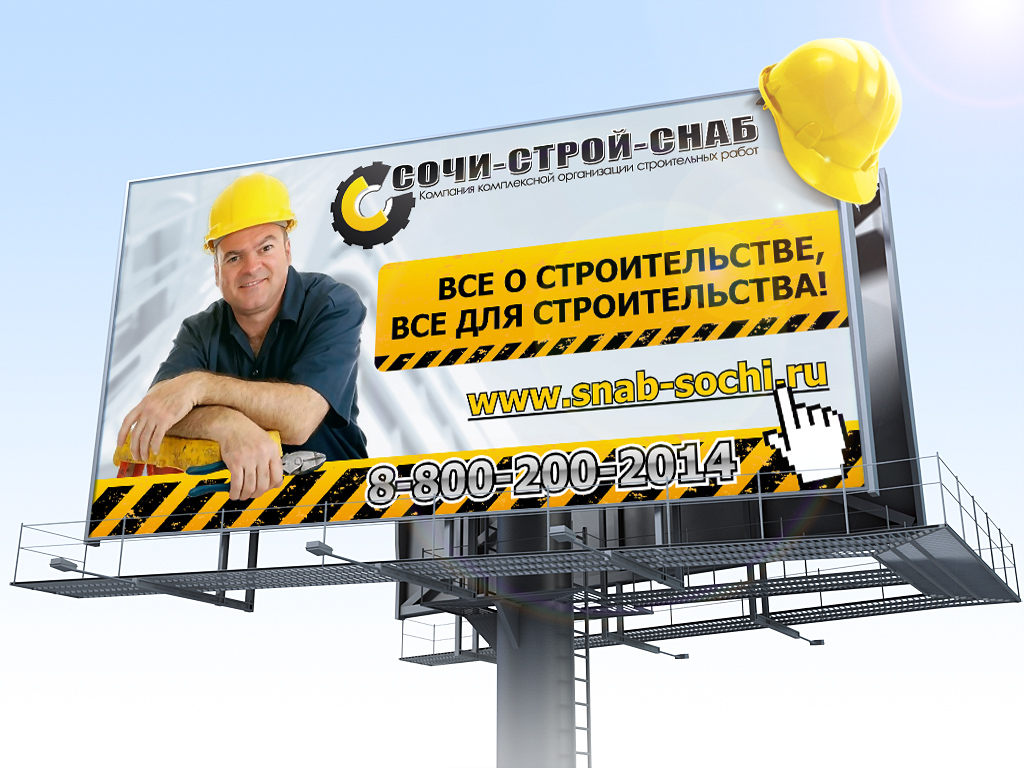 СОЧИ-СТРОЙ-СНАБ
Компания комплексной организации строительных работ
ВСЕ О СТРОИТЕЛЬСТВЕ,
ВСЕ ДЛЯ СТРОИТЕЛЬСТВА!
www.snab-sochi.ru
8-800-200-2014